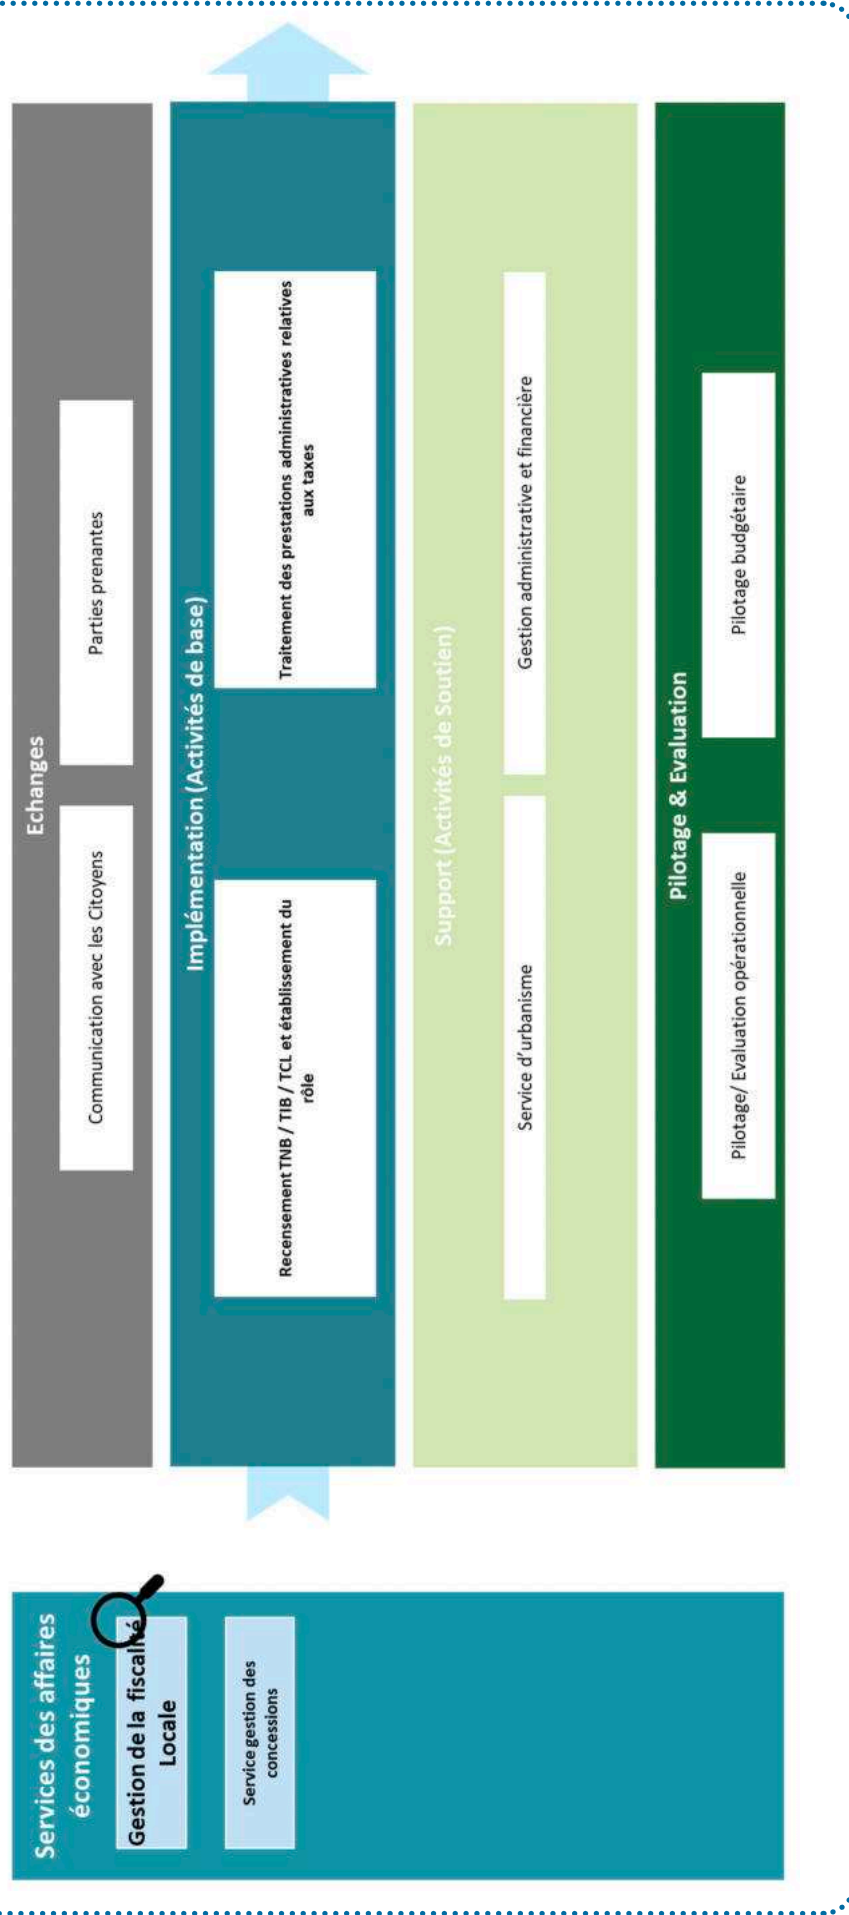 Services des affaires
économiques
Gestion de la fiscalité
Locale
Service gestion des
concessions
Echanges
Communication avec les Citoyens
Parties prenantes
Implémentation (Activités de base)
Recensement TNB / TIB / TCL et établissement du
rôle
Traitement des prestations administratives relatives
aux taxes
Support (Activités de Soutien)
Service d’urbanisme
Gestion administrative et financière
Pilotage & Evaluation
Pilotage/ Evaluation opérationnelle
Pilotage budgétaire